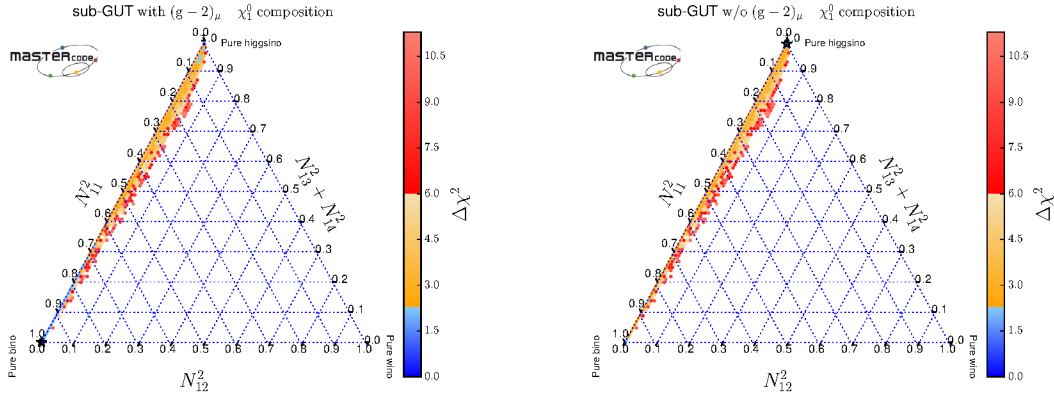 sub-GUT with (g − 2)μ χ⁰₁ composition
MASTERcode
0.0
Pure higgsino
0.1
0.9
0.2
0.8
0.3
0.7
0.4
0.6
0.5
0.5
0.6
0.4
0.7
0.3
0.8
0.2
0.9
0.1
1.0
0.0
N²₁₁
N²₁₃ + N²₁₄
0.0 0.1 0.2 0.3 0.4 0.5 0.6 0.7 0.8 0.9 1.0
Pure bino
Pure wino
N²₁₂
10.5
9.0
7.5
6.0
4.5
3.0
1.5
0.0
Δχ²
sub-GUT w/o (g − 2)μ χ⁰₁ composition
MASTERcode
0.0
Pure higgsino
0.1
0.9
0.2
0.8
0.3
0.7
0.4
0.6
0.5
0.5
0.6
0.4
0.7
0.3
0.8
0.2
0.9
0.1
1.0
0.0
N²₁₁
N²₁₃ + N²₁₄
0.0 0.1 0.2 0.3 0.4 0.5 0.6 0.7 0.8 0.9 1.0
Pure bino
Pure wino
N²₁₂
10.5
9.0
7.5
6.0
4.5
3.0
1.5
0.0
Δχ²